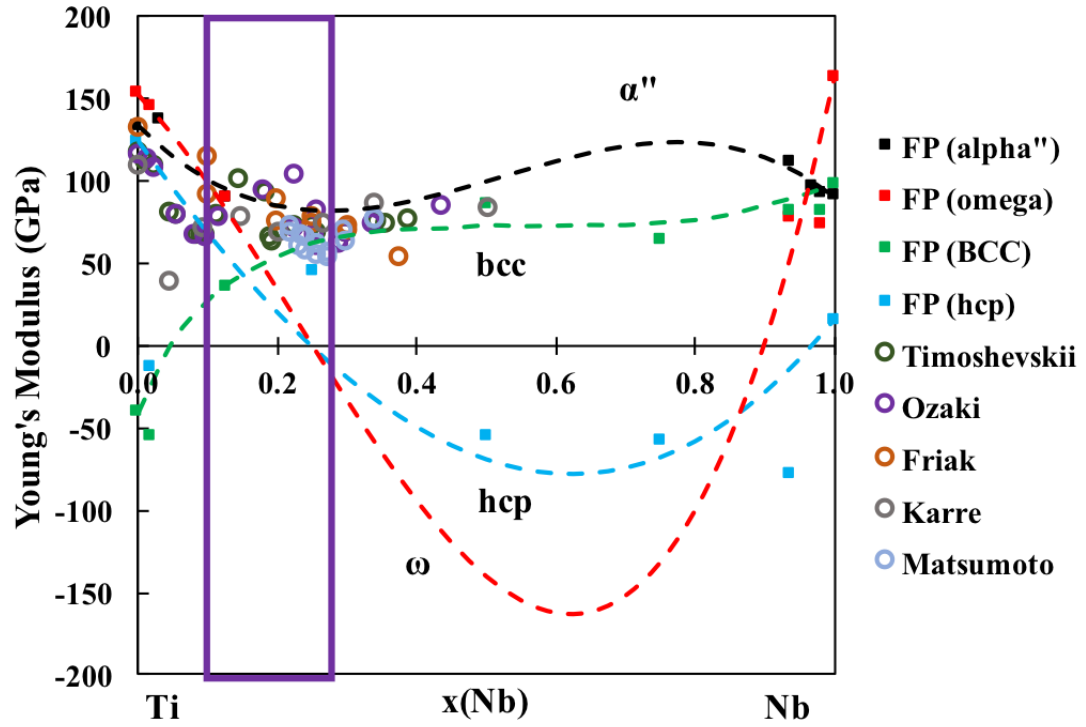 200
150
100
50
0
-50
-100
-150
-200
Young's Modulus (GPa)
0.0
0.2
0.4
0.6
0.8
1.0
Ti
x(Nb)
Nb
α"
bcc
hcp
ω
FP (alpha")
FP (omega)
FP (BCC)
FP (hcp)
Timoshevskii
Ozaki
Friak
Karre
Matsumoto